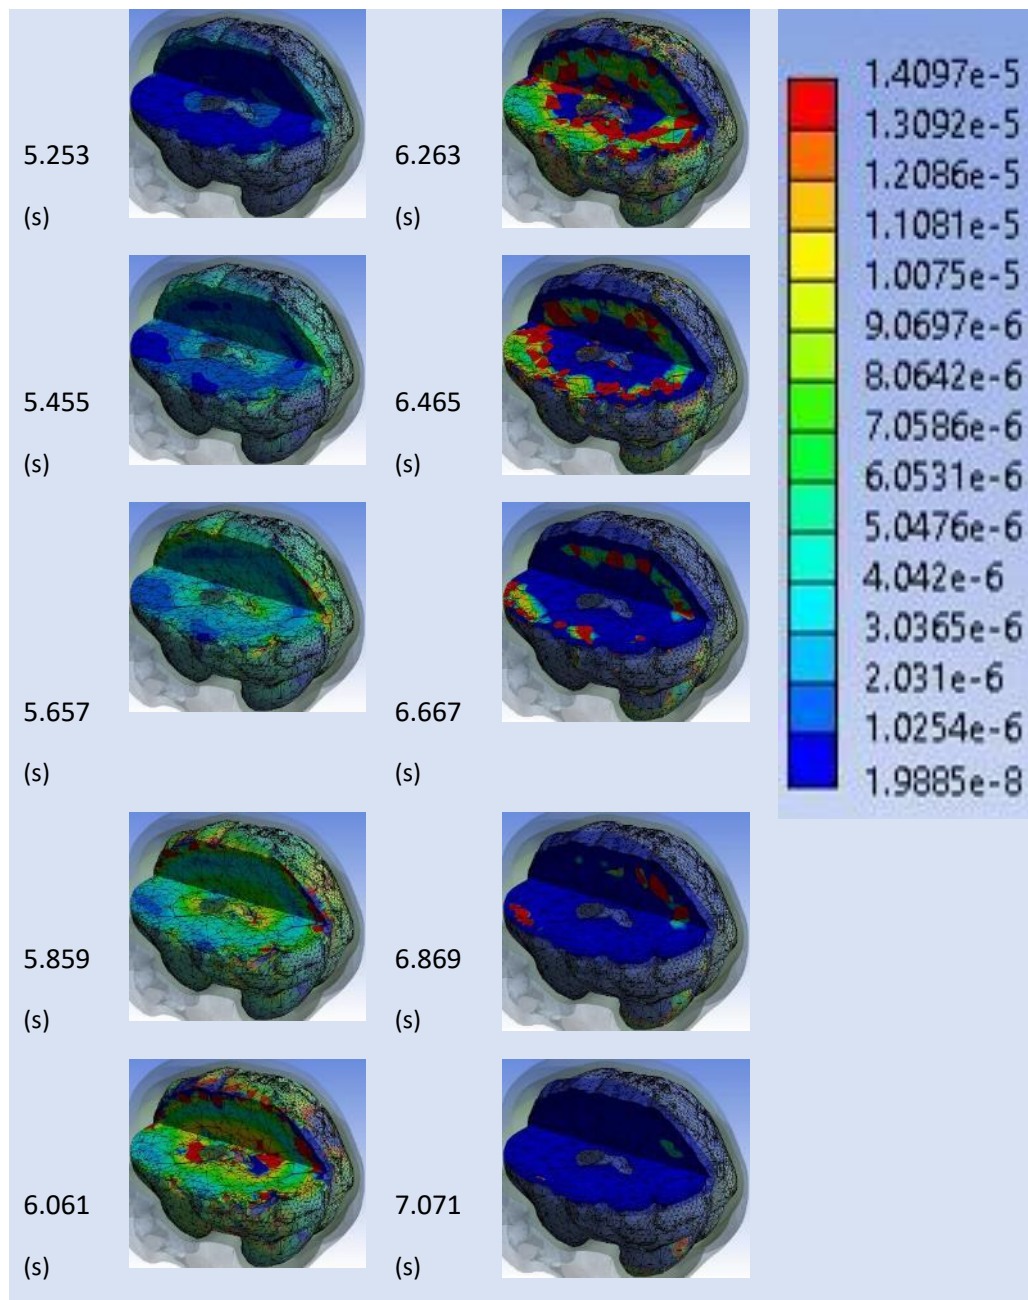 5.253
(s)
6.263
(s)
5.455
(s)
6.465
(s)
5.657
(s)
6.667
(s)
5.859
(s)
6.869
(s)
6.061
(s)
7.071
(s)
1.4097e-5
1.3092e-5
1.2086e-5
1.1081e-5
1.0075e-5
9.0697e-6
8.0642e-6
7.0586e-6
6.0531e-6
5.0476e-6
4.042e-6
3.0365e-6
2.031e-6
1.0254e-6
1.9885e-8